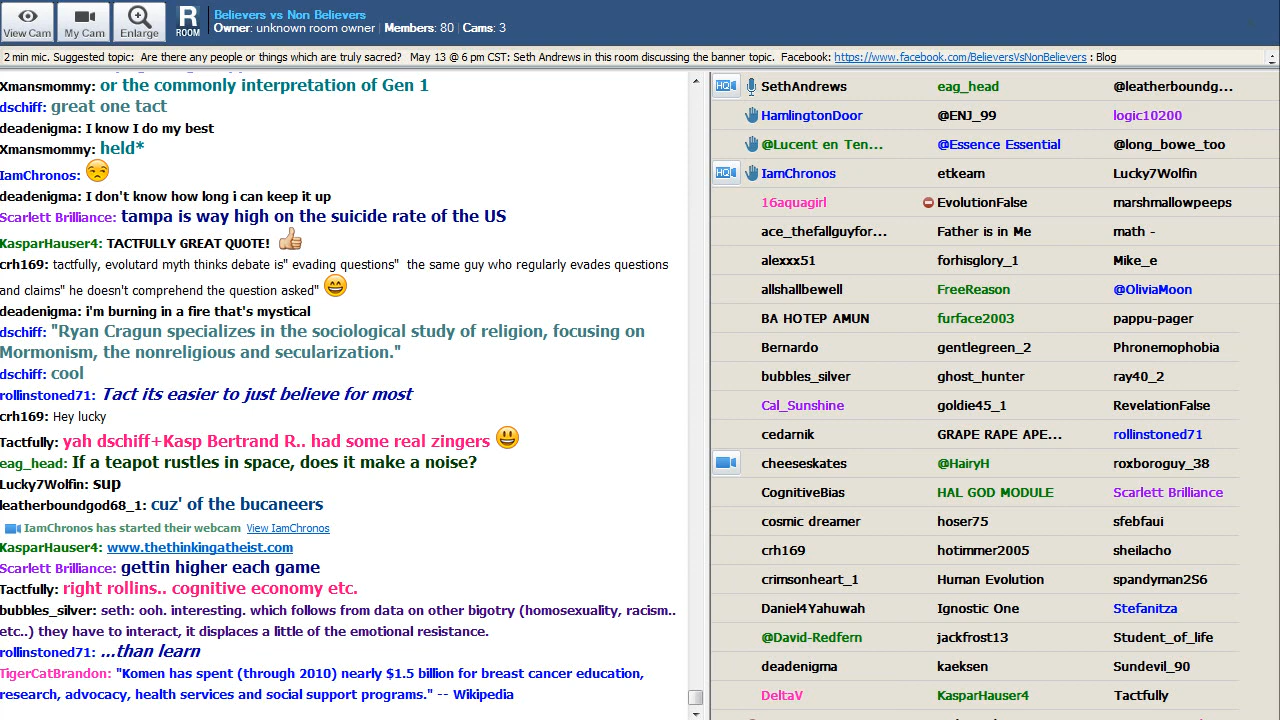 View Cam
My Cam
Enlarge
R
ROOM
Believers vs Non Believers
Owner: unknown room owner | Members: 80 | Cams: 3
2 min mic. Suggested topic: Are there any people or things which are truly sacred? May 13 @ 6 pm CST: Seth Andrews in this room discussing the banner topic. Facebook: https://www.facebook.com/BelieversVsNonBelievers : Blog
Xmansmommy: or the commonly interpretation of Gen 1
dschiff: great one tact
deadenigma: I know I do my best
Xmansmommy: held*
IamChronos:
deadenigma: I don't know how long i can keep it up
Scarlett Brilliance: tampa is way high on the suicide rate of the US
KasparHauser4: TACTFULLY GREAT QUOTE!
crh169: tactfully, evolutard myth thinks debate is" evading questions" the same guy who regularly evades questions
and claims" he doesn't comprehend the question asked"
deadenigma: i'm burning in a fire that's mystical
dschiff: "Ryan Cragun specializes in the sociological study of religion, focusing on
Mormonism, the nonreligious and secularization."
dschiff: cool
rollinstoned71: Tact its easier to just believe for most
crh169: Hey lucky
Tactfully: yah dschiff+Kasp Bertrand R.. had some real zingers
eag_head: If a teapot rustles in space, does it make a noise?
Lucky7Wolfin: sup
leatherboundgod68_1: cuz' of the bucaneers
IamChronos has started their webcam View IamChronos
KasparHauser4: www.thethinkingatheist.com
Scarlett Brilliance: gettin higher each game
Tactfully: right rollins.. cognitive economy etc.
bubbles_silver: seth: ooh. interesting. which follows from data on other bigotry (homosexuality, racism..
etc..) they have to interact, it displaces a little of the emotional resistance.
rollinstoned71: ...than learn
TigerCatBrandon: "Komen has spent (through 2010) nearly $1.5 billion for breast cancer education,
research, advocacy, health services and social support programs." -- Wikipedia
HQ SethAndrews eag_head @leatherboundg...
HamlingtonDoor @ENJ_99 logic10200
@Lucent en Ten... @Essence Essential @long_bowe_too
HQ IamChronos etkeam Lucky7Wolfin
16aquagirl EvolutionFalse marshmallowpeeps
ace_thefallguyfor... Father is in Me math -
alexxx51 forhisglory_1 Mike_e
allshallbewell FreeReason @OliviaMoon
BA HOTEP AMUN furface2003 pappu-pager
Bernardo gentlegreen_2 Phronemophobia
bubbles_silver ghost_hunter ray40_2
Cal_Sunshine goldie45_1 RevelationFalse
cedarnik GRAPE RAPE APE... rollinstoned71
cheeseskates @HairyH roxboroguy_38
CognitiveBias HAL GOD MODULE Scarlett Brilliance
cosmic dreamer hoser75 sfebfaui
crh169 hotimmer2005 sheilacho
crimsonheart_1 Human Evolution spandyman2S6
Daniel4Yahuwah Ignostic One Stefanitza
@David-Redfern jackfrost13 Student_of_life
deadenigma kaeksen Sundevil_90
DeltaV KasparHauser4 Tactfully